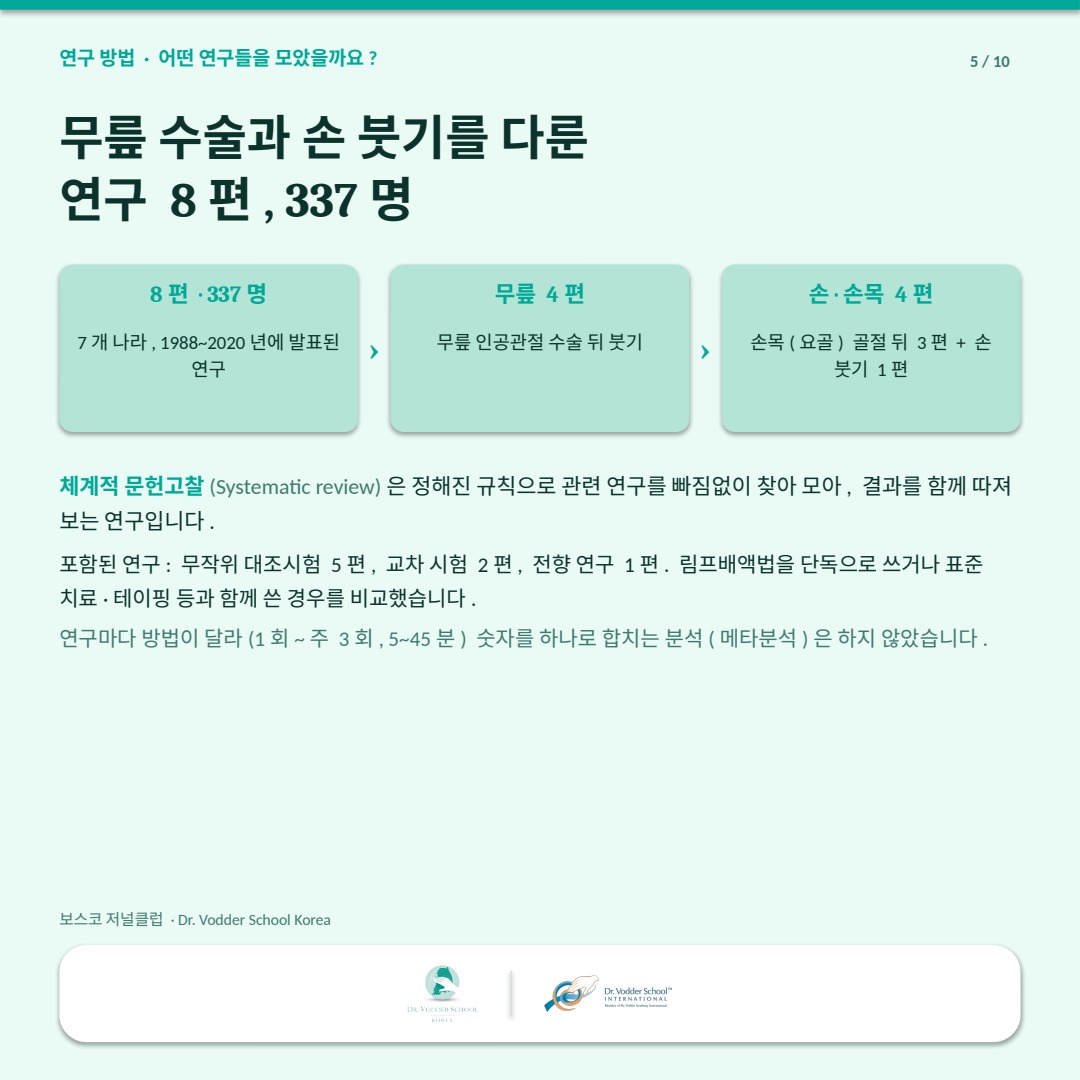 연구 방법 · 어떤 연구들을 모았을까요 ?
5 / 10
무릎 수술과 손 붓기를 다룬
연구 8 편 , 337 명
8 편 · 337 명
7 개 나라 , 1988~2020 년에 발표된
연구
›
무릎 4 편
무릎 인공관절 수술 뒤 붓기
›
손 · 손목 4 편
손목 ( 요골 ) 골절 뒤 3 편 + 손
붓기 1 편
체계적 문헌고찰 (Systematic review) 은 정해진 규칙으로 관련 연구를 빠짐없이 찾아 모아 , 결과를 함께 따져
보는 연구입니다 .
포함된 연구 : 무작위 대조시험 5 편 , 교차 시험 2 편 , 전향 연구 1 편 . 림프배액법을 단독으로 쓰거나 표준
치료 · 테이핑 등과 함께 쓴 경우를 비교했습니다 .
연구마다 방법이 달라 (1 회 ~ 주 3 회 , 5~45 분 ) 숫자를 하나로 합치는 분석 ( 메타분석 ) 은 하지 않았습니다 .
보스코 저널클럽 · Dr. Vodder School Korea
DR. VODDER SCHOOL
KOREA
Dr. Vodder School™
INTERNATIONAL
Member of Dr. Vodder Academy International